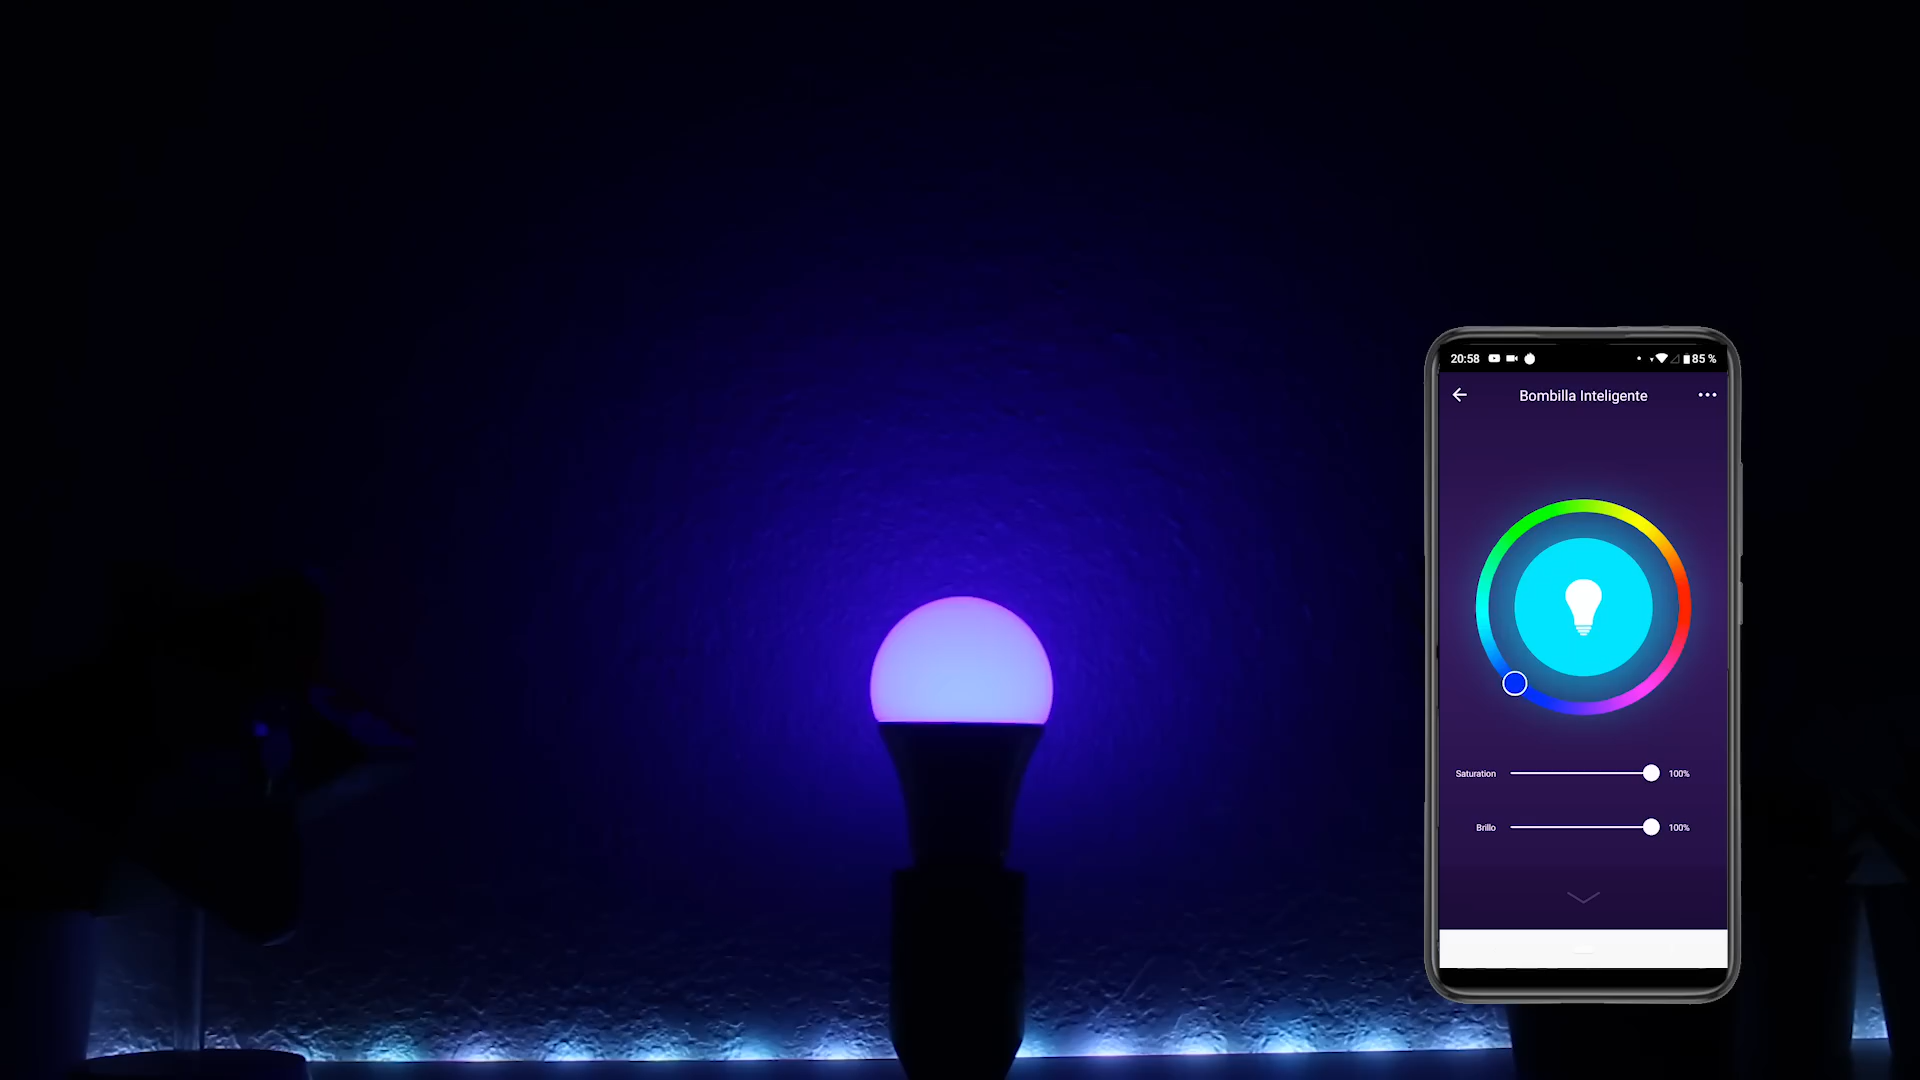 20:58 85 %
Bombilla Inteligente
Saturation 100%
Brillo 100%